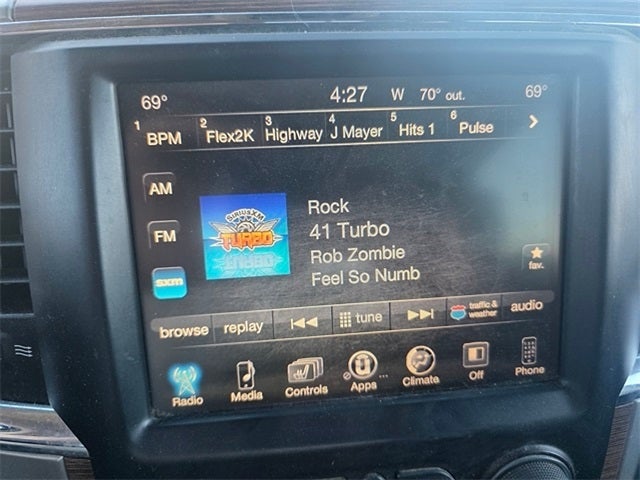 69° 4:27 W 70° out. 69°
1 BPM 2 Flex2K 3 Highway 4 J Mayer 5 Hits 1 6 Pulse
AM
FM
sxm
SIRIUSXM
TURBO
Rock
41 Turbo
Rob Zombie
Feel So Numb
fav.
browse replay tune traffic & weather audio
Radio Media Controls Apps ... Climate Off Phone